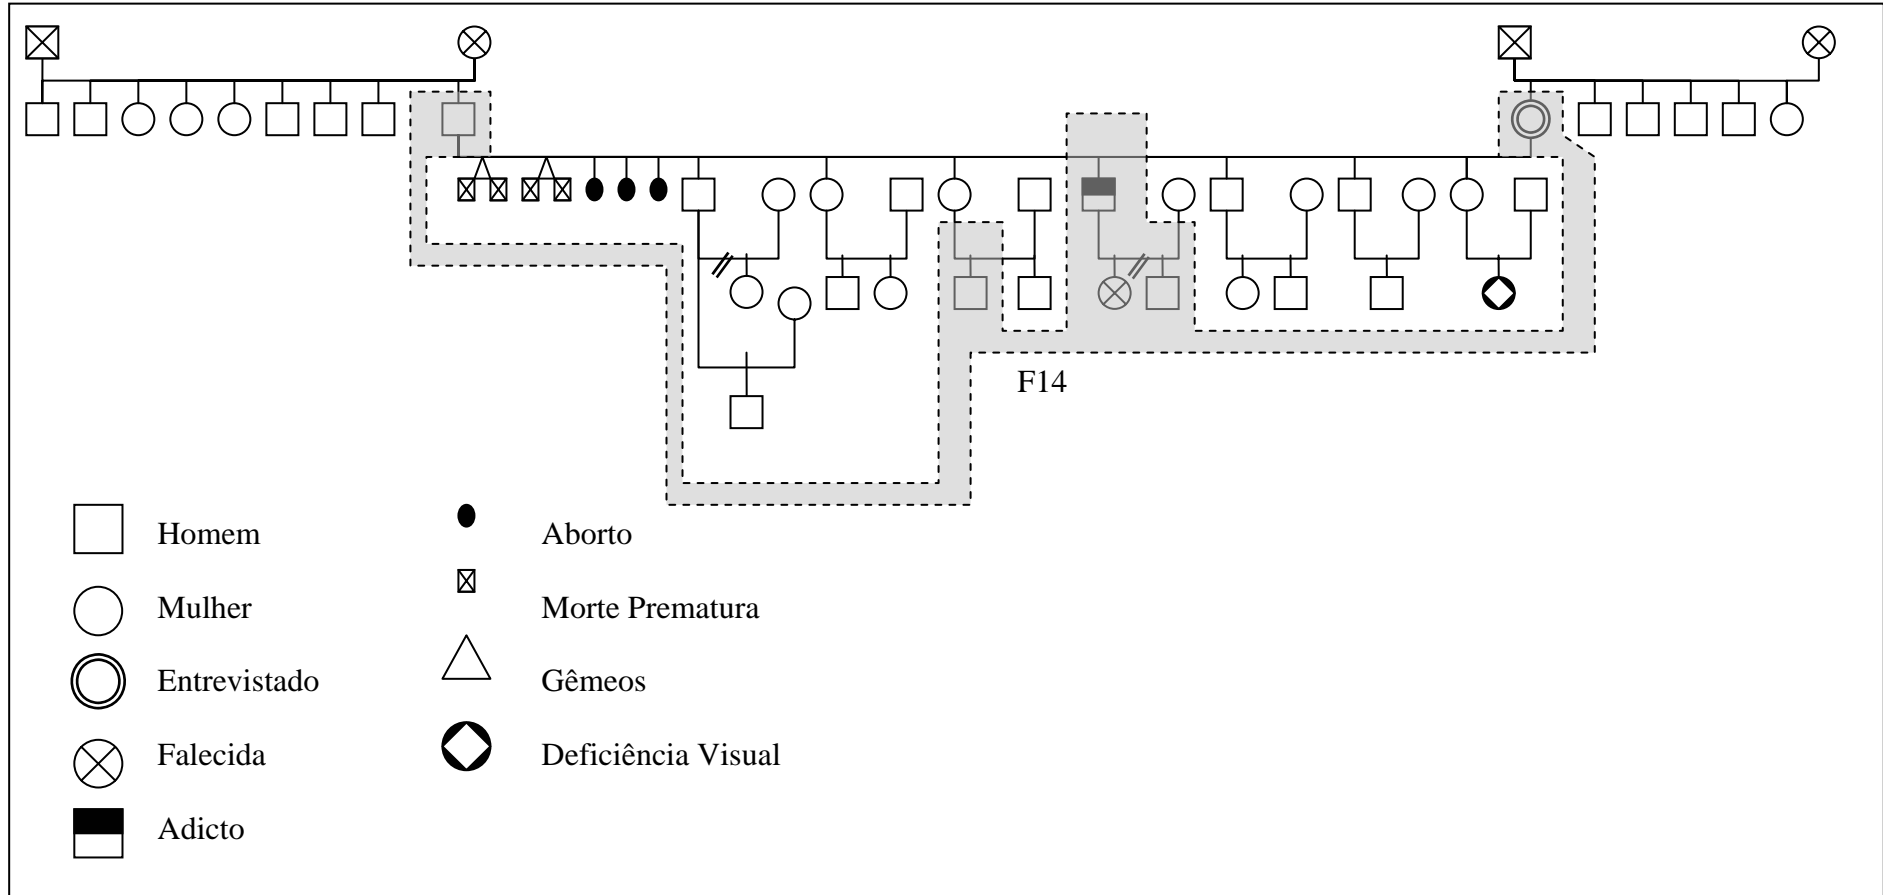 F14
Homem
Mulher
Entrevistado
Falecida
Adicto
Aborto
Morte Prematura
Gêmeos
Deficiência Visual